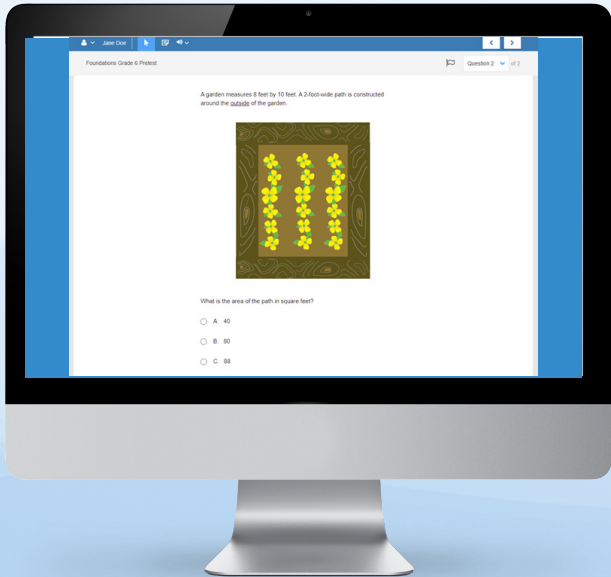 Jane Doe
Foundations Grade 6 Pretest
Question 2 of 2
A garden measures 8 feet by 10 feet. A 2-foot-wide path is constructed
around the outside of the garden.
What is the area of the path in square feet?
A. 40
B. 80
C. 88